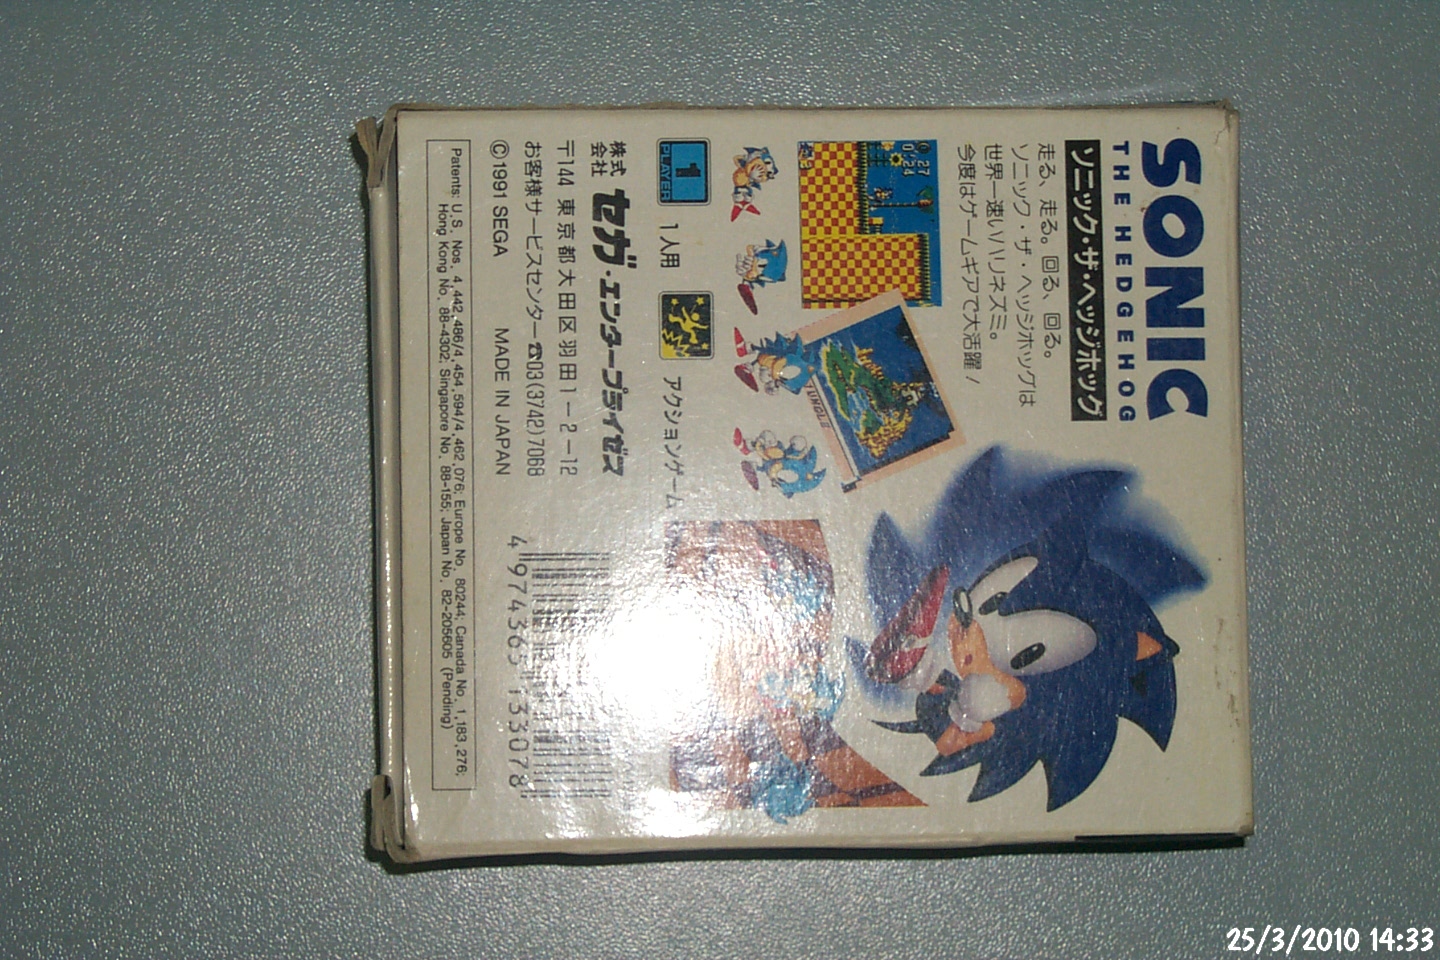 SONIC
THE HEDGEHOG
ソニック・ザ・ヘッジホッグ
走る、走る。回る、回る。
ソニック・ザ・ヘッジホッグは
世界一速いハリネズミ。
今度はゲームギアで大活躍!
27
0:24
JUNGLE
1
PLAYER
1人用
アクションゲーム
株式会社 セガ・エンタープライゼス
〒144 東京都大田区羽田1-2-12
お客様サービスセンター☎03(3742)7068
©1991 SEGA MADE IN JAPAN
4 974365 133078
Patents: U.S. Nos. 4,442,486/4,454,594/4,462,076; Europe No. 80244; Canada No. 1,183,276;
Hong Kong No. 88-4302; Singapore No. 88-155; Japan No. 82-205605 (Pending)
25/3/2010 14:33